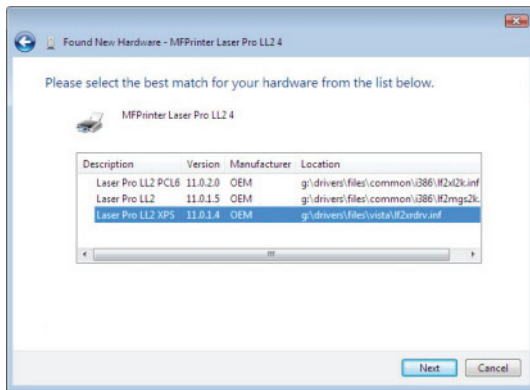 Found New Hardware - MFPrinter Laser Pro LL2 4
Please select the best match for your hardware from the list below.
MFPrinter Laser Pro LL2 4
Description Version Manufacturer Location
Laser Pro LL2 PCL6 11.0.2.0 OEM g:\drivers\files\common\i386\lf2xl2k.inf
Laser Pro LL2 11.0.1.5 OEM g:\drivers\files\common\i386\lf2mgs2k.
Laser Pro LL2 XPS 11.0.1.4 OEM g:\drivers\files\vista\lf2xrdrv.inf
Next Cancel